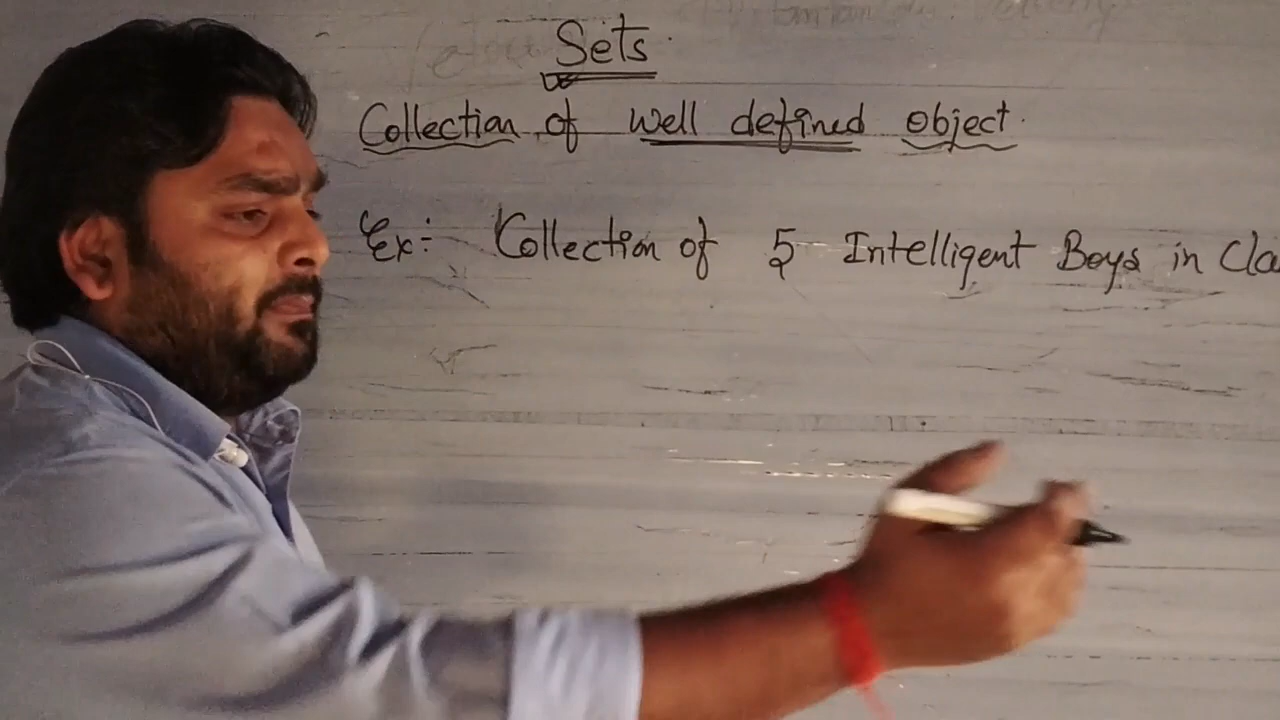 Sets
Collection of well defined object.
Ex:- Collection of 5 Intelligent Boys in Cla